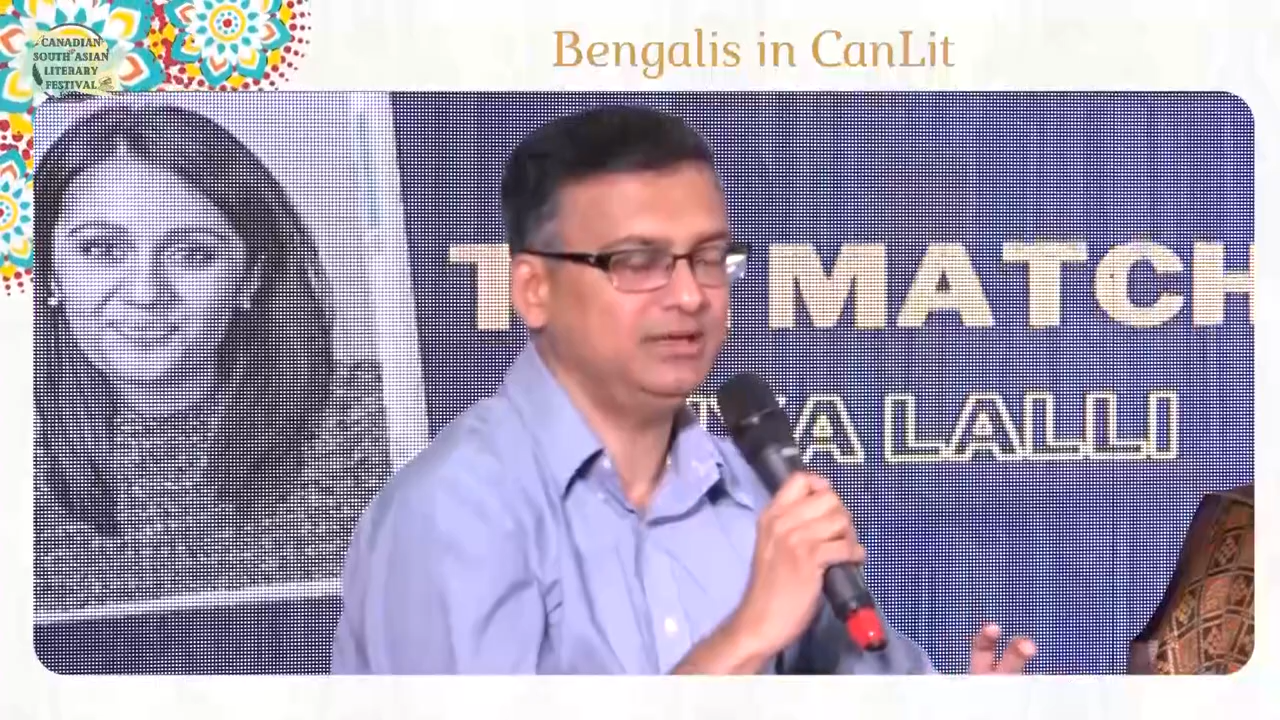 CANADIAN
SOUTH ASIAN
LITERARY
FESTIVAL
Bengalis in CanLit
MATCH
LALLI